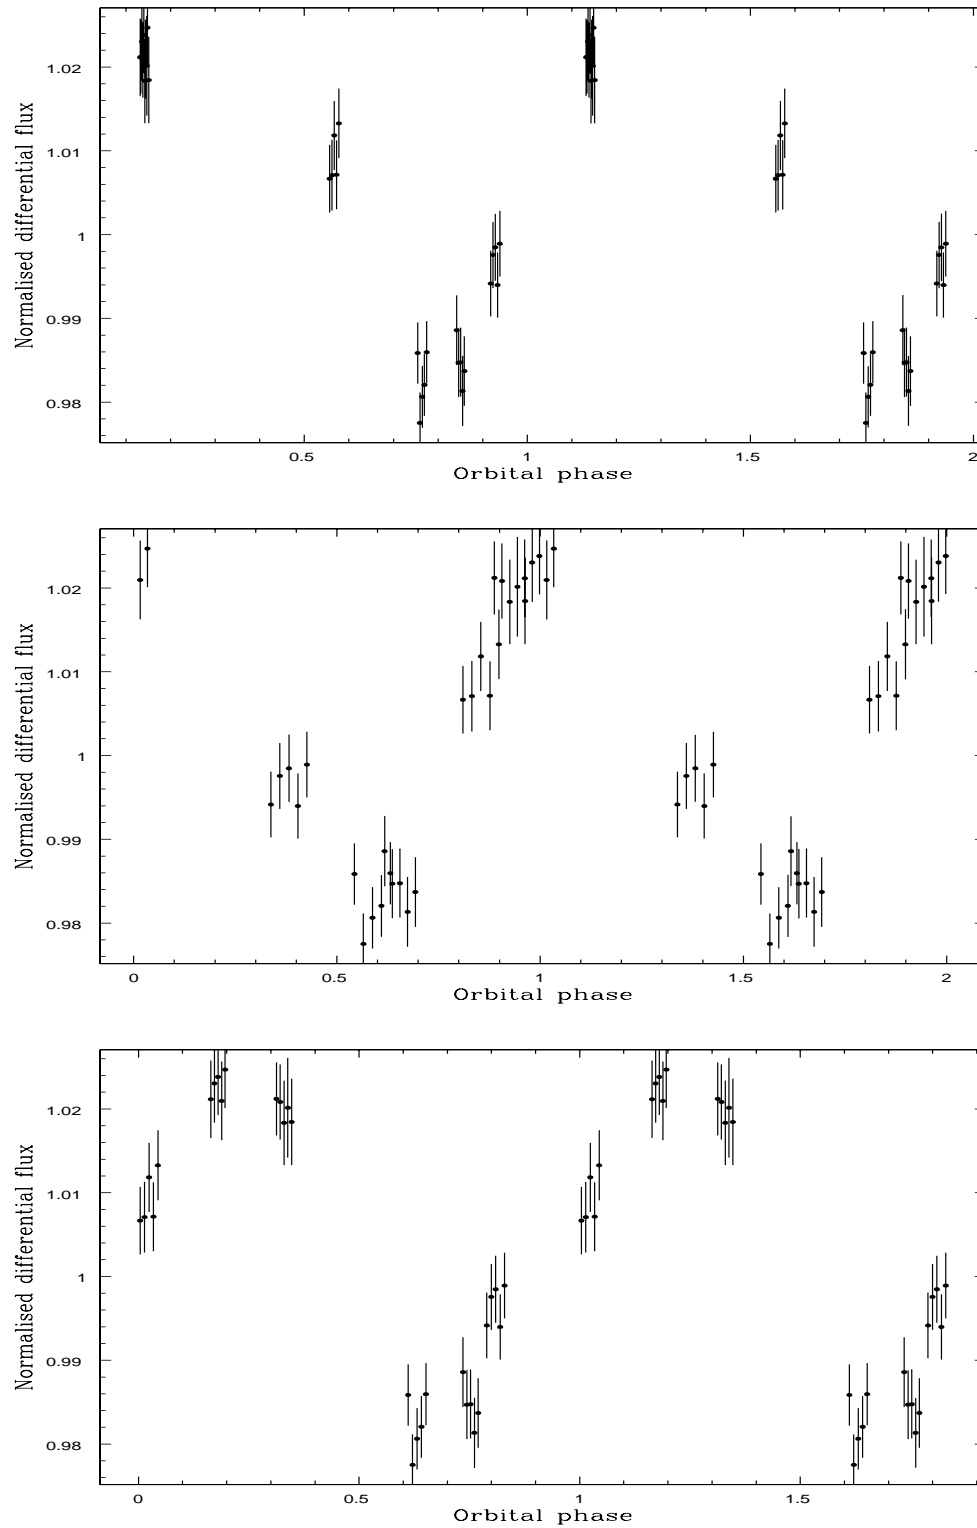 1.02
1.01
1
0.99
0.98
Normalised differential flux
0.5 1 1.5 2
Orbital phase
1.02
1.01
1
0.99
0.98
Normalised differential flux
0 0.5 1 1.5 2
Orbital phase
1.02
1.01
1
0.99
0.98
Normalised differential flux
0 0.5 1 1.5
Orbital phase